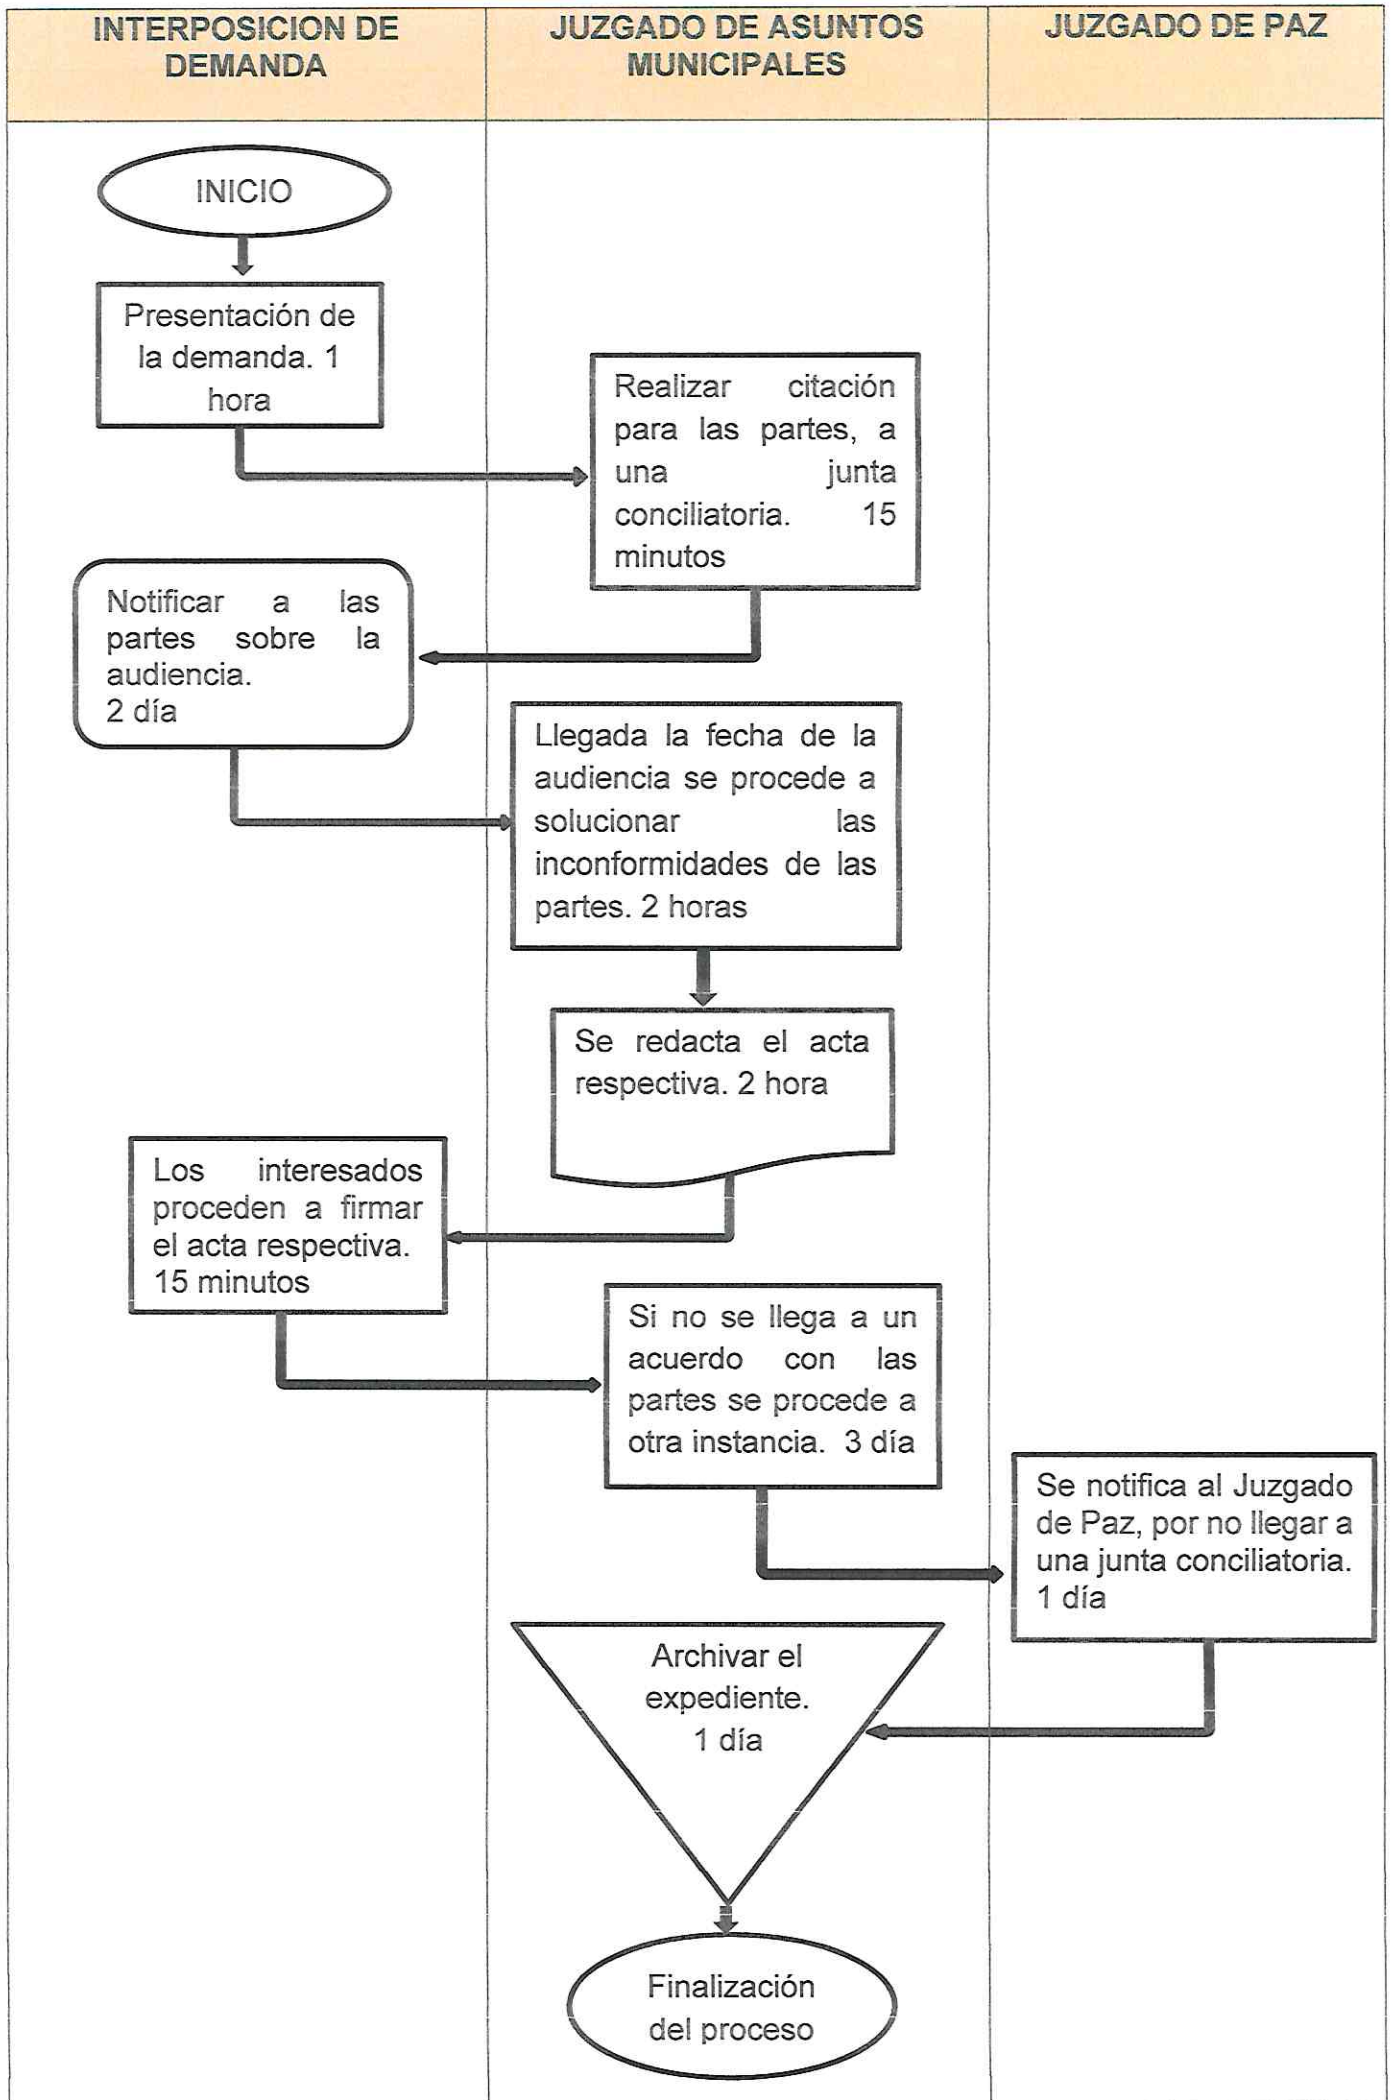 INTERPOSICION DE
DEMANDA
JUZGADO DE ASUNTOS
MUNICIPALES
JUZGADO DE PAZ
INICIO
Presentación de
la demanda. 1
hora
Realizar citación
para las partes, a
una junta
conciliatoria. 15
minutos
Notificar a las
partes sobre la
audiencia.
2 día
Llegada la fecha de la
audiencia se procede a
solucionar las
inconformidades de las
partes. 2 horas
Se redacta el acta
respectiva. 2 hora
Los interesados
proceden a firmar
el acta respectiva.
15 minutos
Si no se llega a un
acuerdo con las
partes se procede a
otra instancia. 3 día
Se notifica al Juzgado
de Paz, por no llegar a
una junta conciliatoria.
1 día
Archivar el
expediente.
1 día
Finalización
del proceso